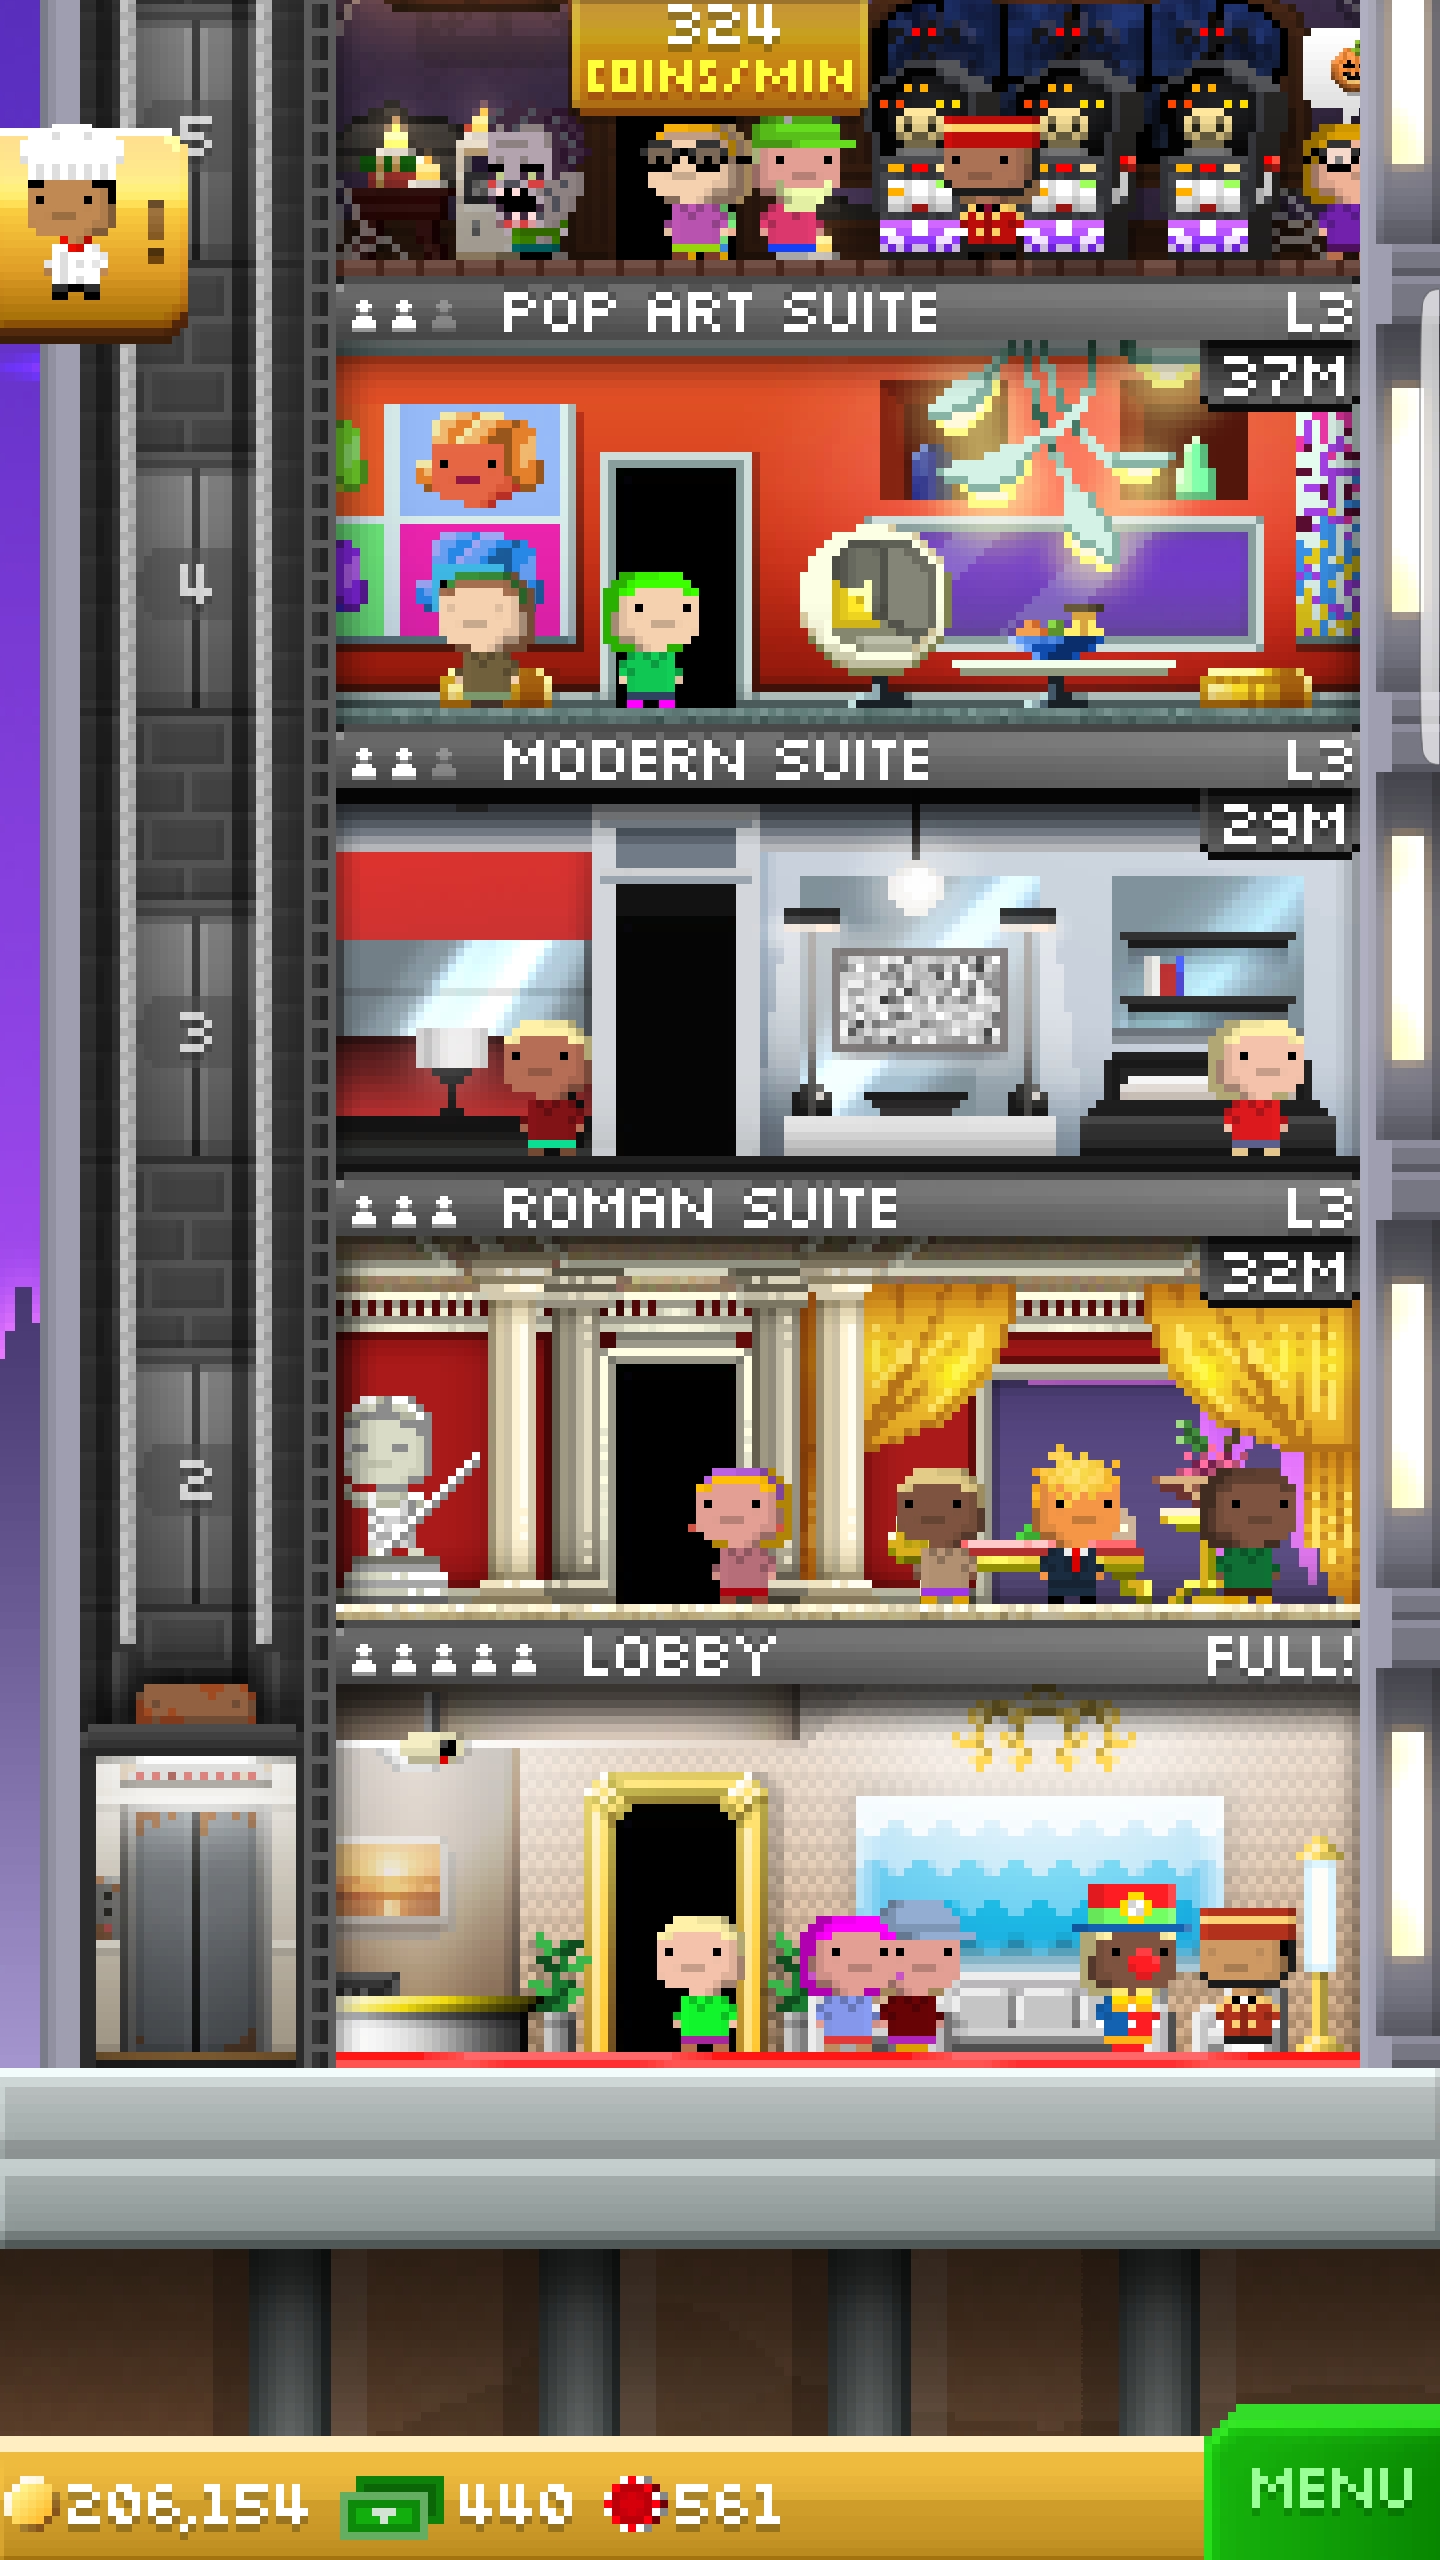 324
COINS/MIN
5
!
POP ART SUITE L3
37M
4
MODERN SUITE L3
29M
3
ROMAN SUITE L3
32M
2
LOBBY FULL!
206,154 440 561
MENU